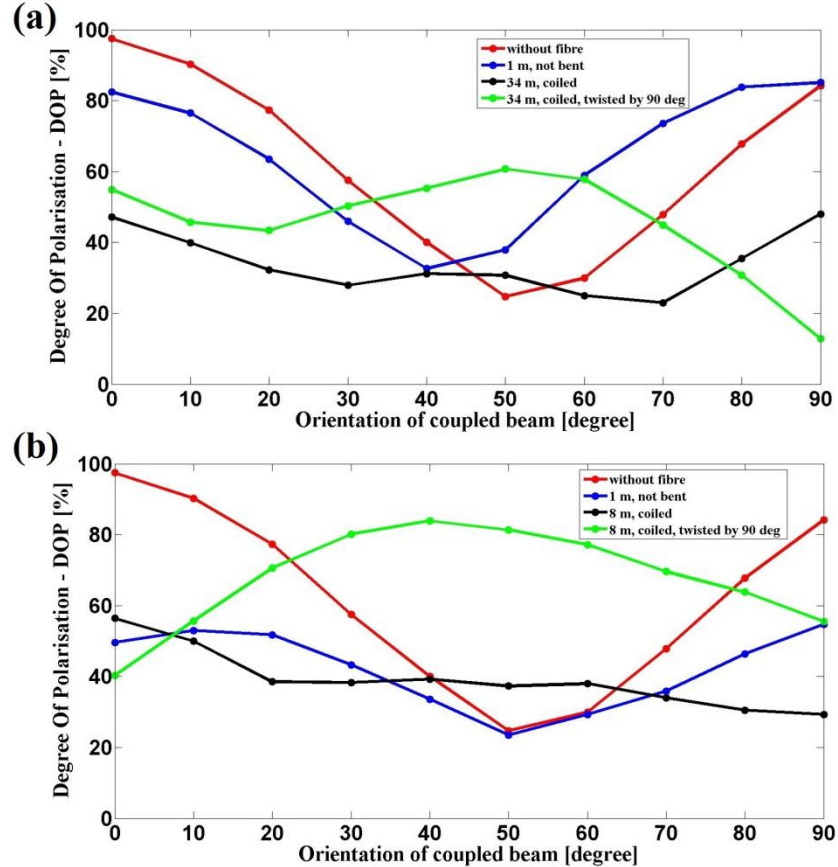 (a)
100
80
60
40
20
0
Degree Of Polarisation - DOP [%]
without fibre
1 m, not bent
34 m, coiled
34 m, coiled, twisted by 90 deg
0 10 20 30 40 50 60 70 80 90
Orientation of coupled beam [degree]
(b)
100
80
60
40
20
0
Degree Of Polarisation - DOP [%]
without fibre
1 m, not bent
8 m, coiled
8 m, coiled, twisted by 90 deg
0 10 20 30 40 50 60 70 80 90
Orientation of coupled beam [degree]